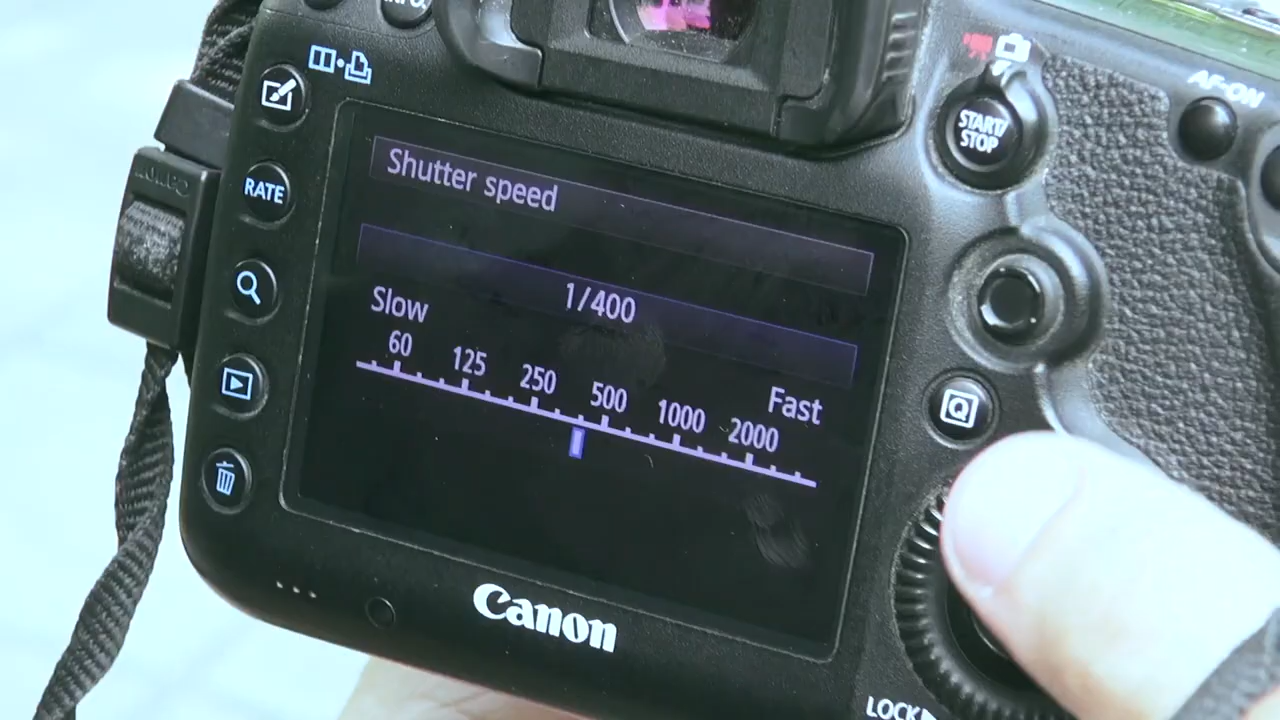 AF-ON
START/
STOP
RATE
Shutter speed
1/400
Slow
60
125
250
500
1000
2000
Fast
Q
Canon
LOCK